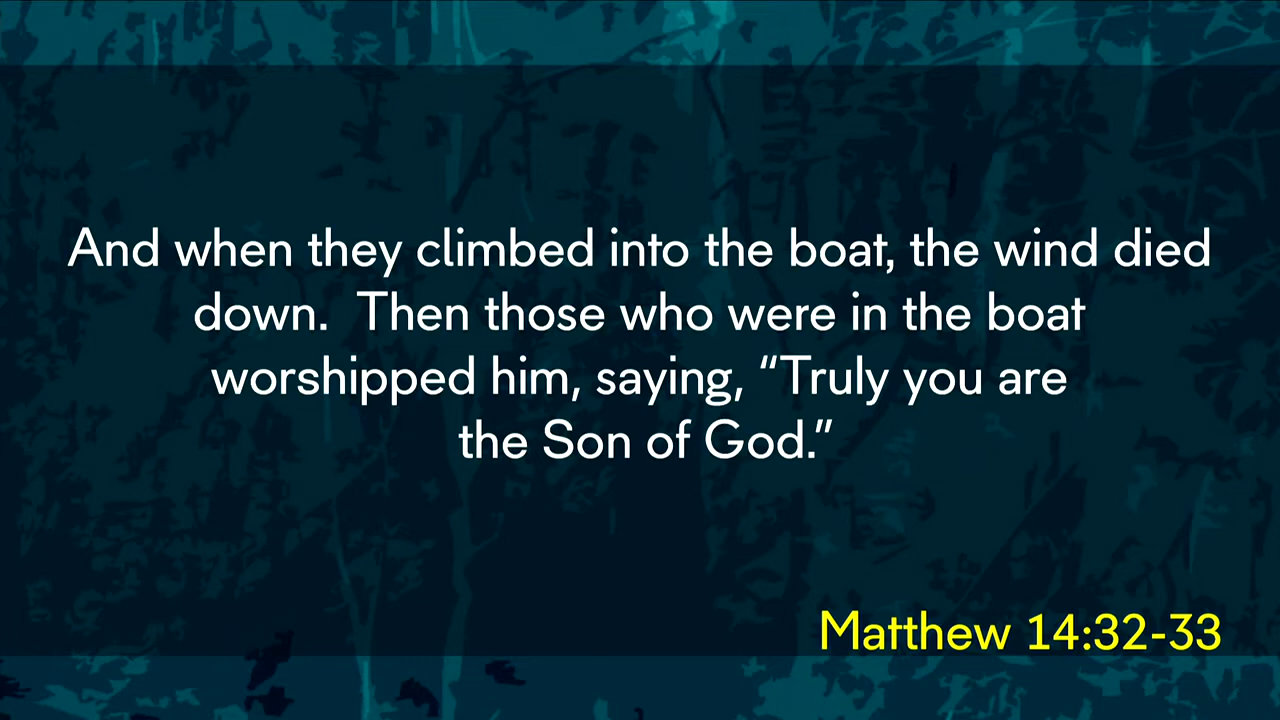 And when they climbed into the boat, the wind died
down.  Then those who were in the boat
worshipped him, saying, “Truly you are
the Son of God.”
Matthew 14:32-33